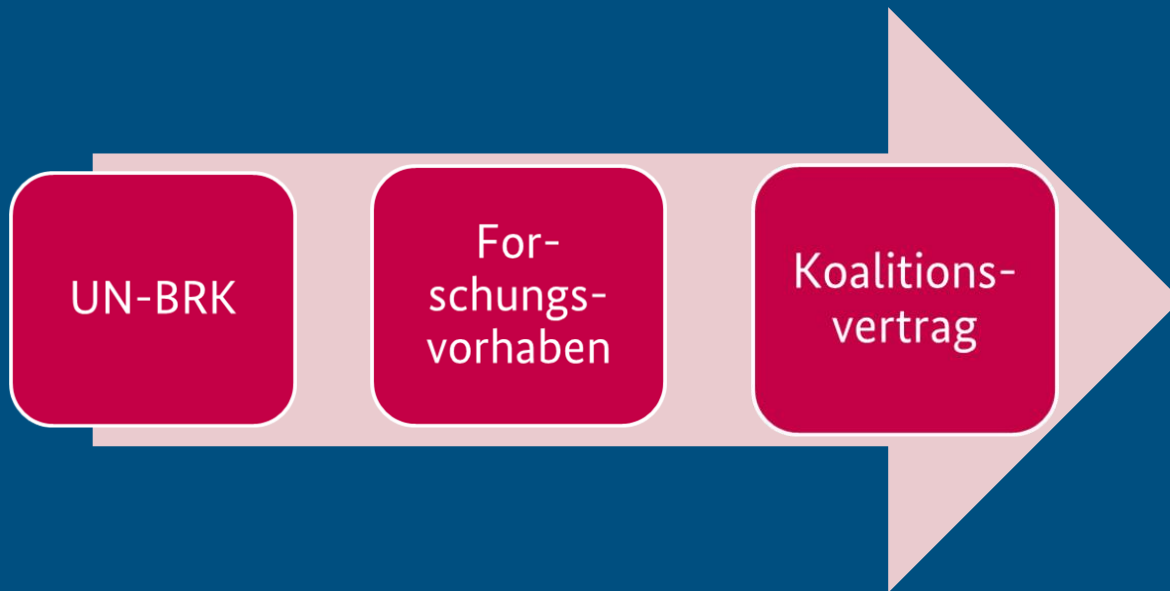 UN-BRK
For-
schungs-
vorhaben
Koalitions-
vertrag